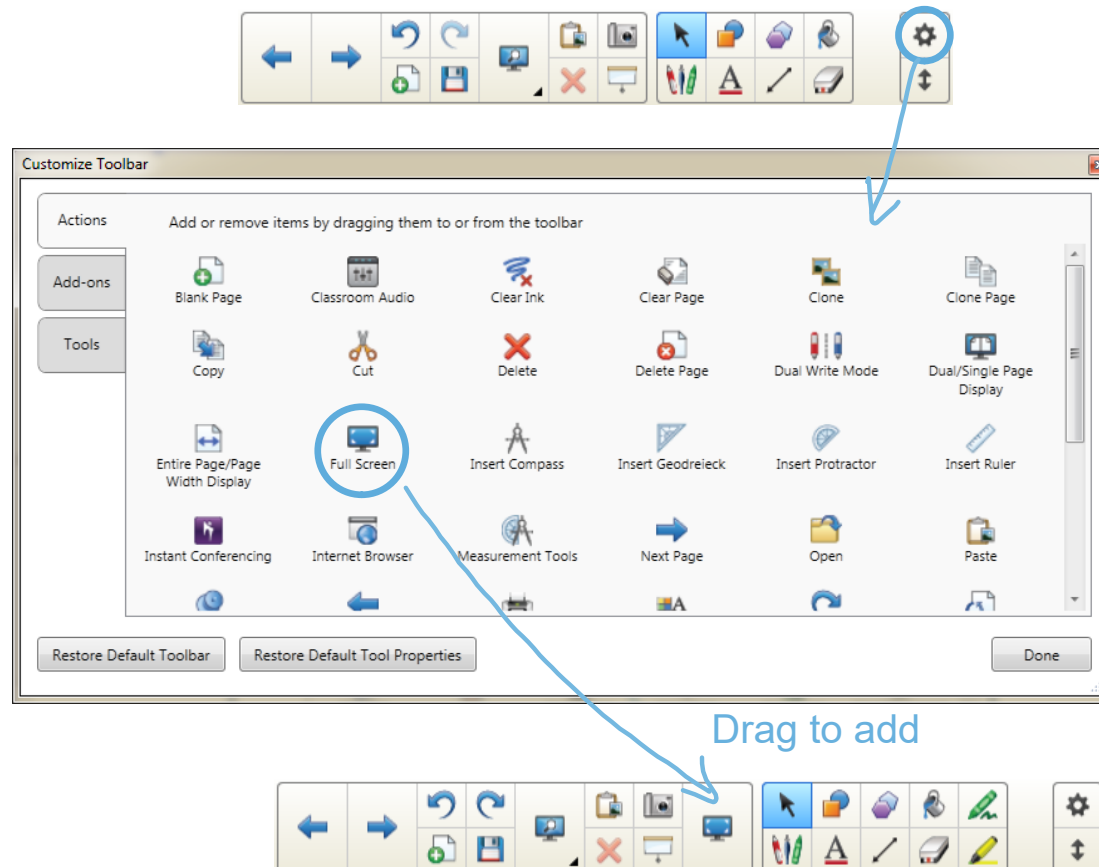 Customize Toolbar
Actions
Add or remove items by dragging them to or from the toolbar
Add-ons
Tools
Blank Page
Classroom Audio
Clear Ink
Clear Page
Clone
Clone Page
Copy
Cut
Delete
Delete Page
Dual Write Mode
Dual/Single Page
Display
Entire Page/Page
Width Display
Full Screen
Insert Compass
Insert Geodreieck
Insert Protractor
Insert Ruler
Instant Conferencing
Internet Browser
Measurement Tools
Next Page
Open
Paste
Restore Default Toolbar
Restore Default Tool Properties
Done
Drag to add